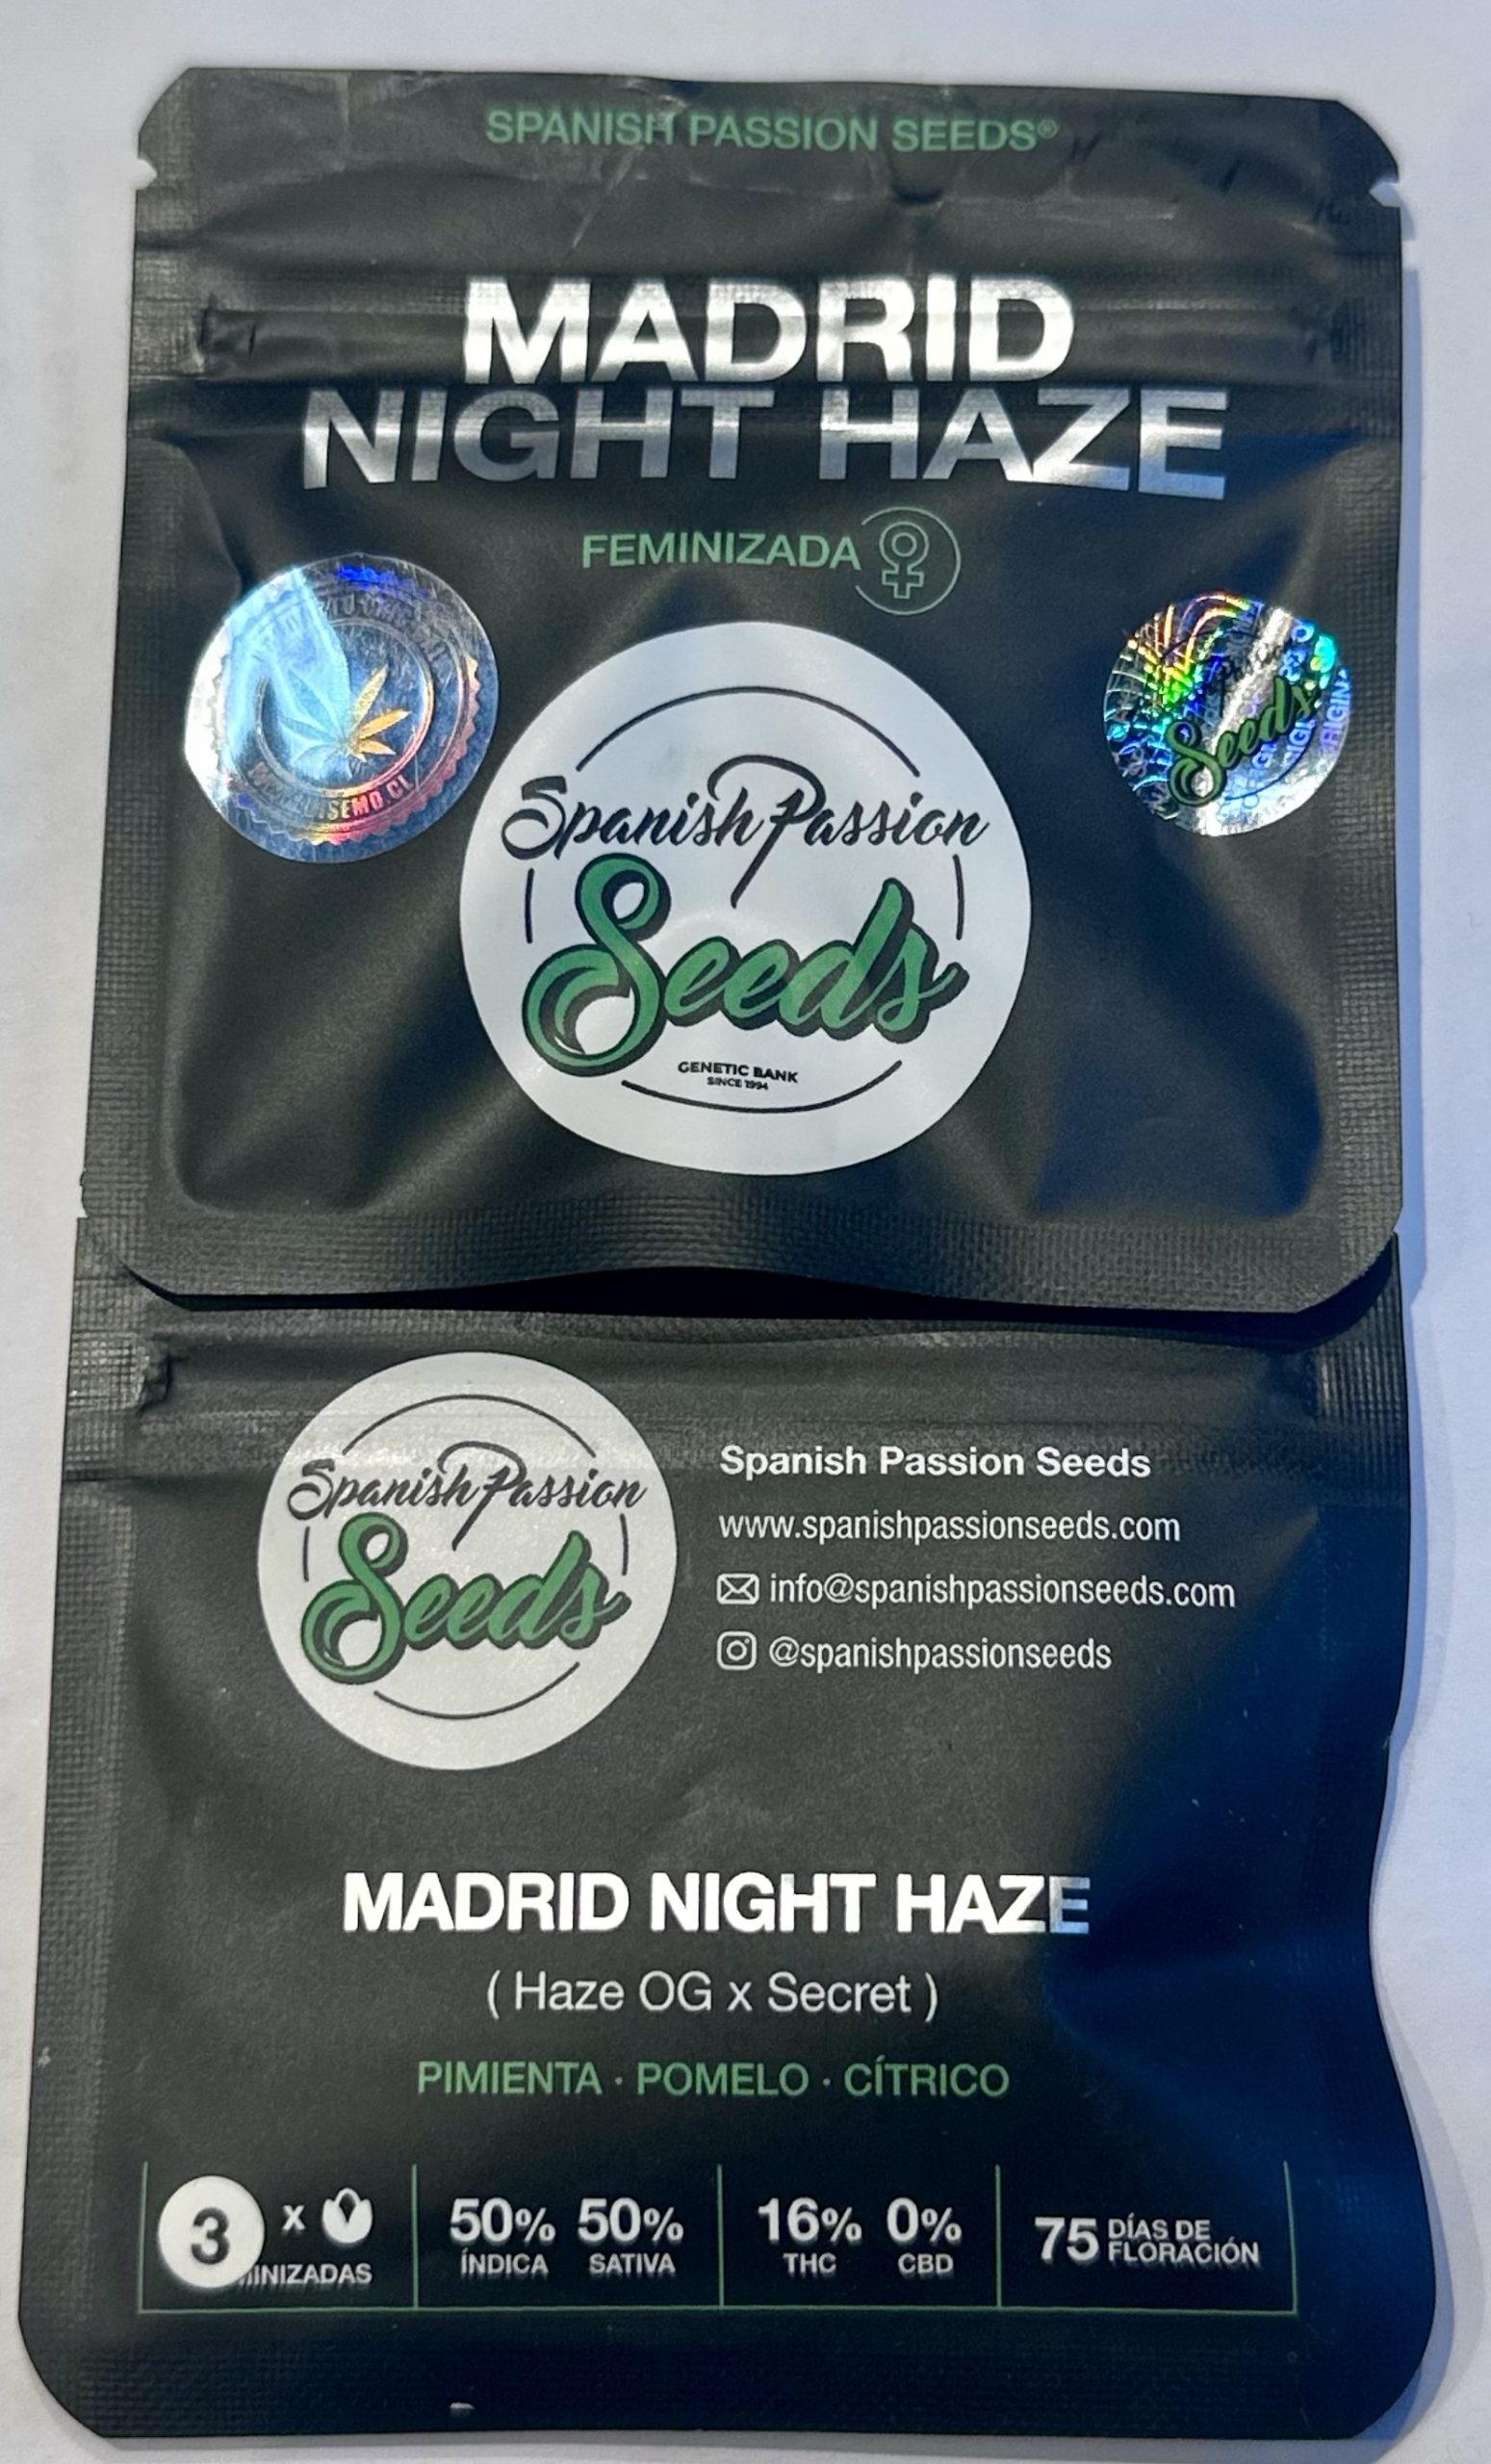 SPANISH PASSION SEEDS®
MADRID
NIGHT HAZE
FEMINIZADA
Seeds
Spanish Passion
Seeds
GENETIC BANK
SINCE 1994
Spanish Passion
Seeds
Spanish Passion Seeds
www.spanishpassionseeds.com
info@spanishpassionseeds.com
@spanishpassionseeds
MADRID NIGHT HAZE
( Haze OG x Secret )
PIMIENTA · POMELO · CÍTRICO
3 x
INIZADAS
50% 50%
ÍNDICA SATIVA
16% 0%
THC CBD
75 DÍAS DE
FLORACIÓN